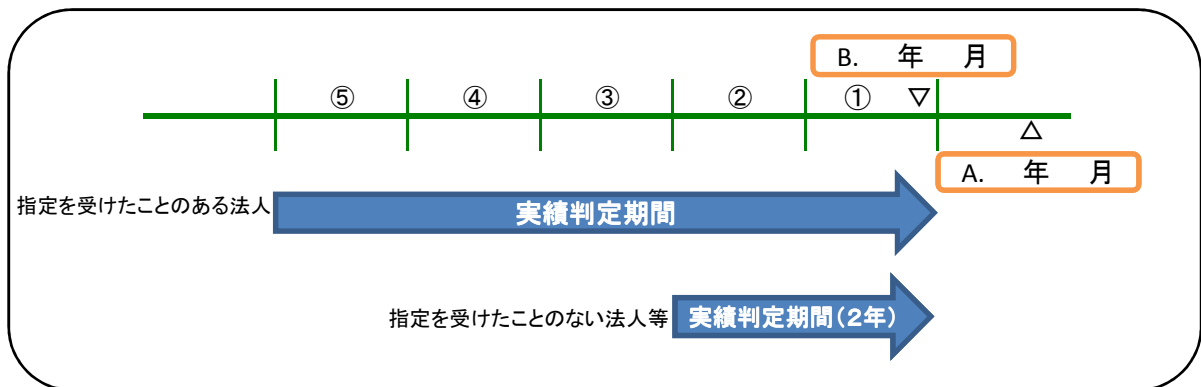 B. 年 月
⑤ ④ ③ ② ① ▽
△
A. 年 月
指定を受けたことのある法人 実績判定期間
指定を受けたことのない法人等 実績判定期間(2年)